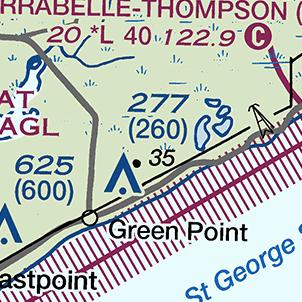 RRABELLE-THOMPSON (
20 *L 40 122.9 C
AT
AGL
277
(260)
35
625
(600)
Green Point
astpoint
St George S